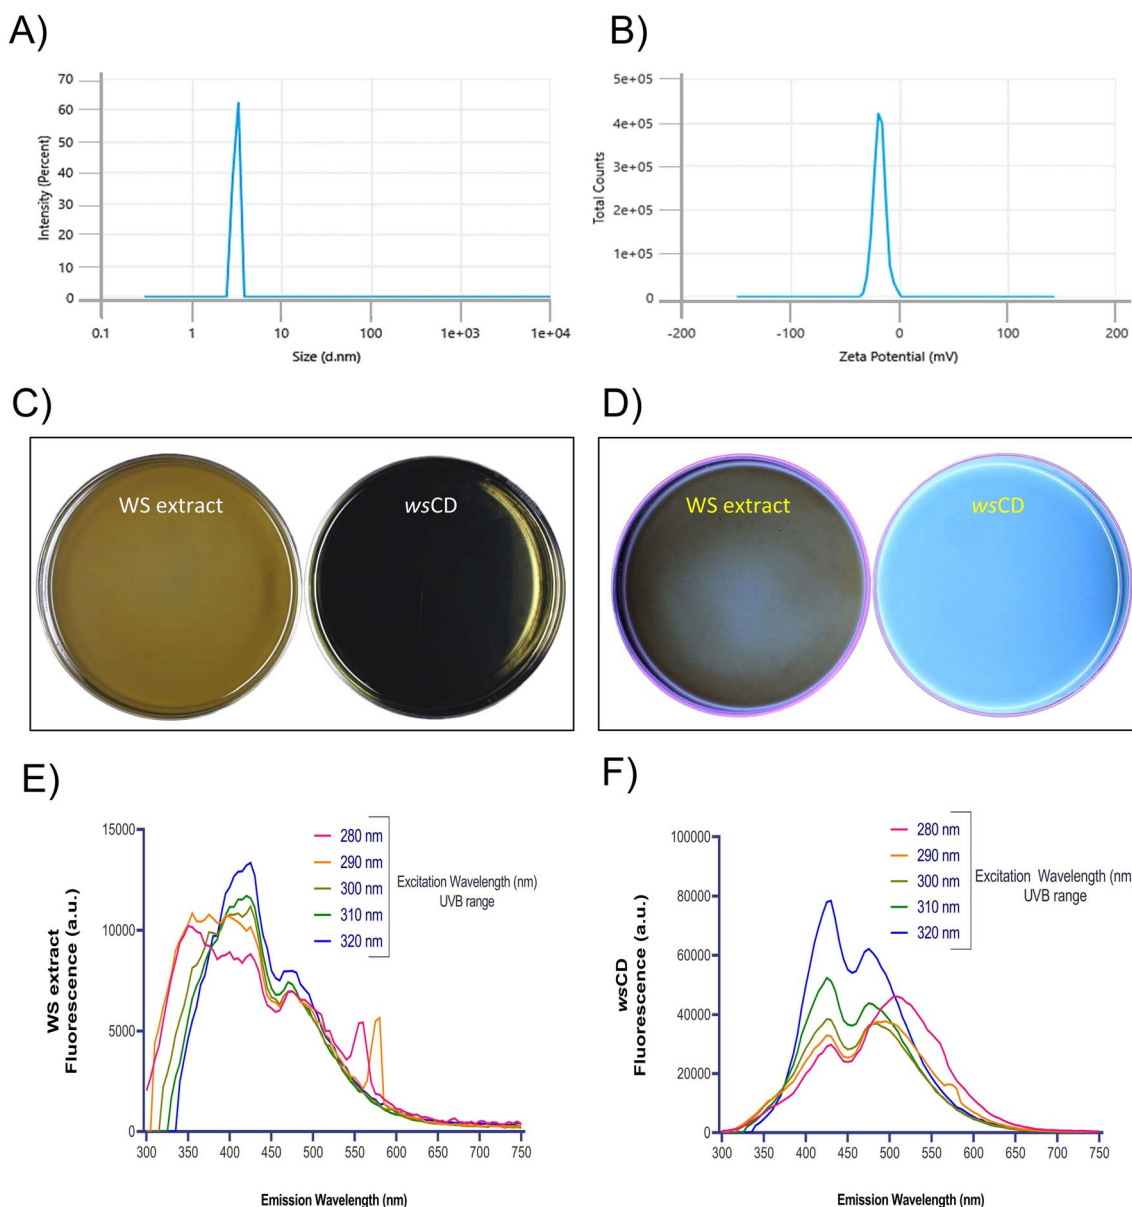 A)
70
60
50
40
30
20
10
0
Intensity (Percent)
0.1 1 10 100 1e+03 1e+04
Size (d.nm)
B)
5e+05
4e+05
3e+05
2e+05
1e+05
0
Total Counts
-200 -100 0 100 200
Zeta Potential (mV)
C)
WS extract
wsCD
D)
WS extract
wsCD
E)
15000
10000
5000
0
WS extract
Fluorescence (a.u.)
280 nm
290 nm
300 nm
310 nm
320 nm
Excitation Wavelength (nm)
UVB range
300 350 400 450 500 550 600 650 700 750
Emission Wavelength (nm)
F)
100000
80000
60000
40000
20000
0
wsCD
Fluorescence (a.u.)
280 nm
290 nm
300 nm
310 nm
320 nm
Excitation Wavelength (nm
UVB range
300 350 400 450 500 550 600 650 700 750
Emission Wavelength (nm)